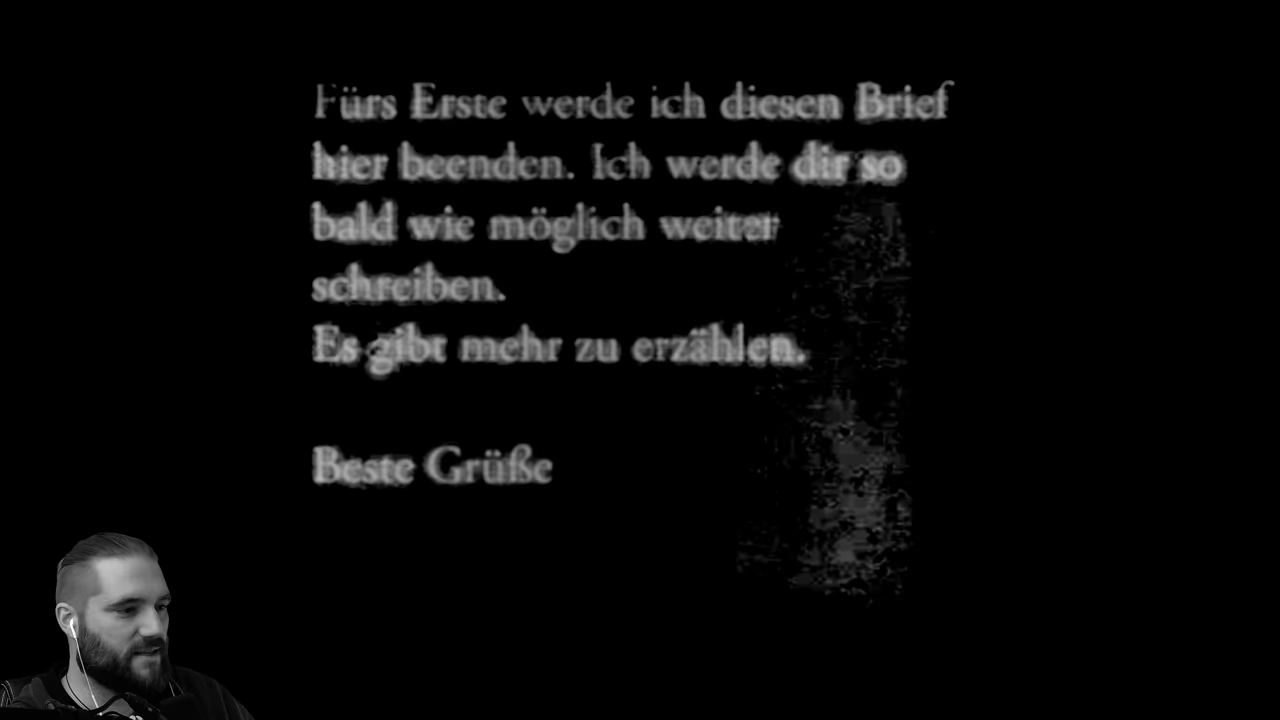 Fürs Erste werde ich diesen Brief
hier beenden. Ich werde dir so
bald wie möglich weiter
schreiben.
Es gibt mehr zu erzählen.
Beste Grüße